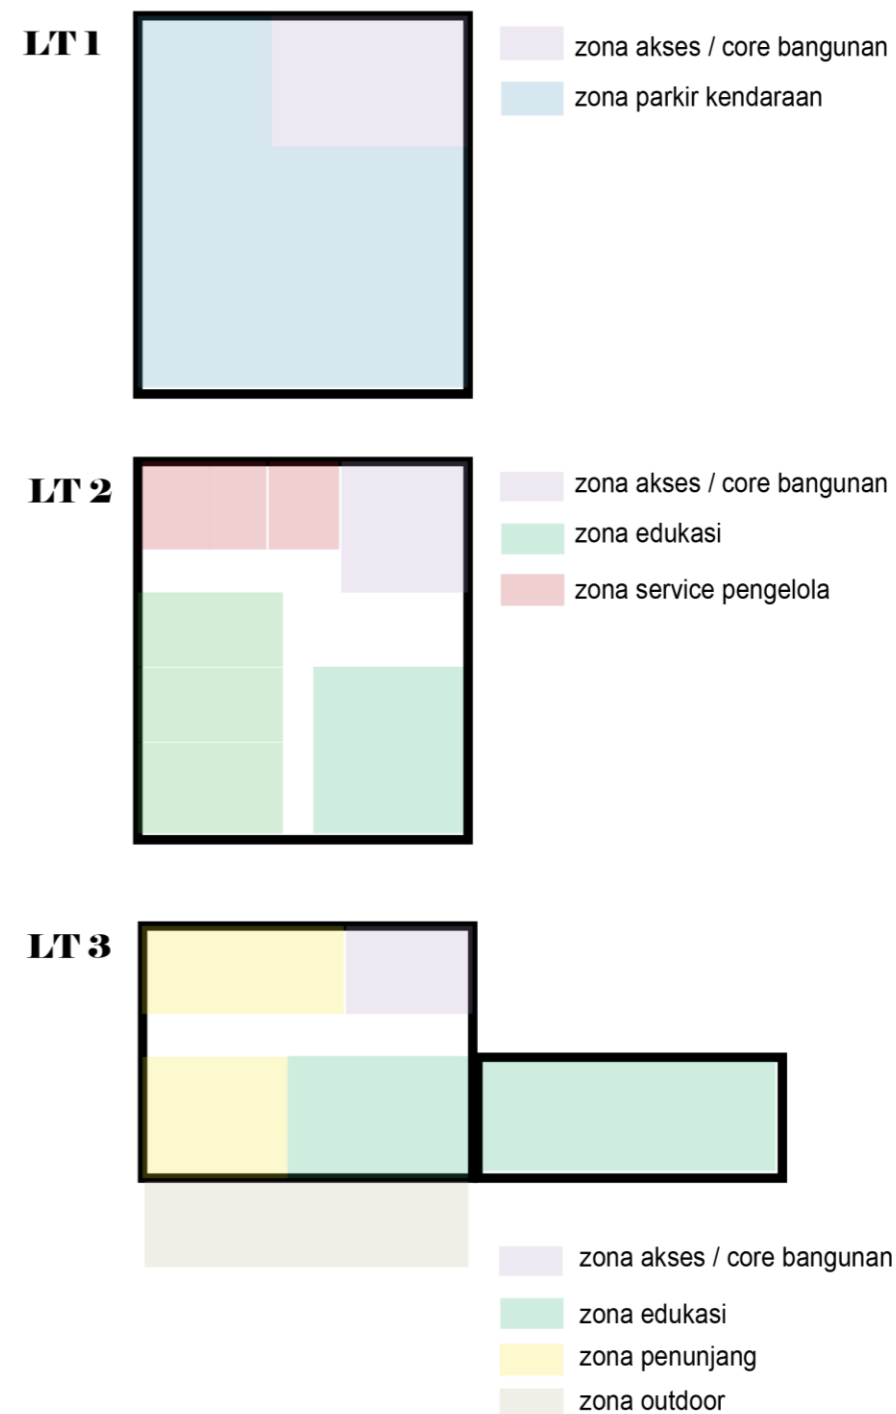 LT 1
zona akses / core bangunan
zona parkir kendaraan
LT 2
zona akses / core bangunan
zona edukasi
zona service pengelola
LT 3
zona akses / core bangunan
zona edukasi
zona penunjang
zona outdoor